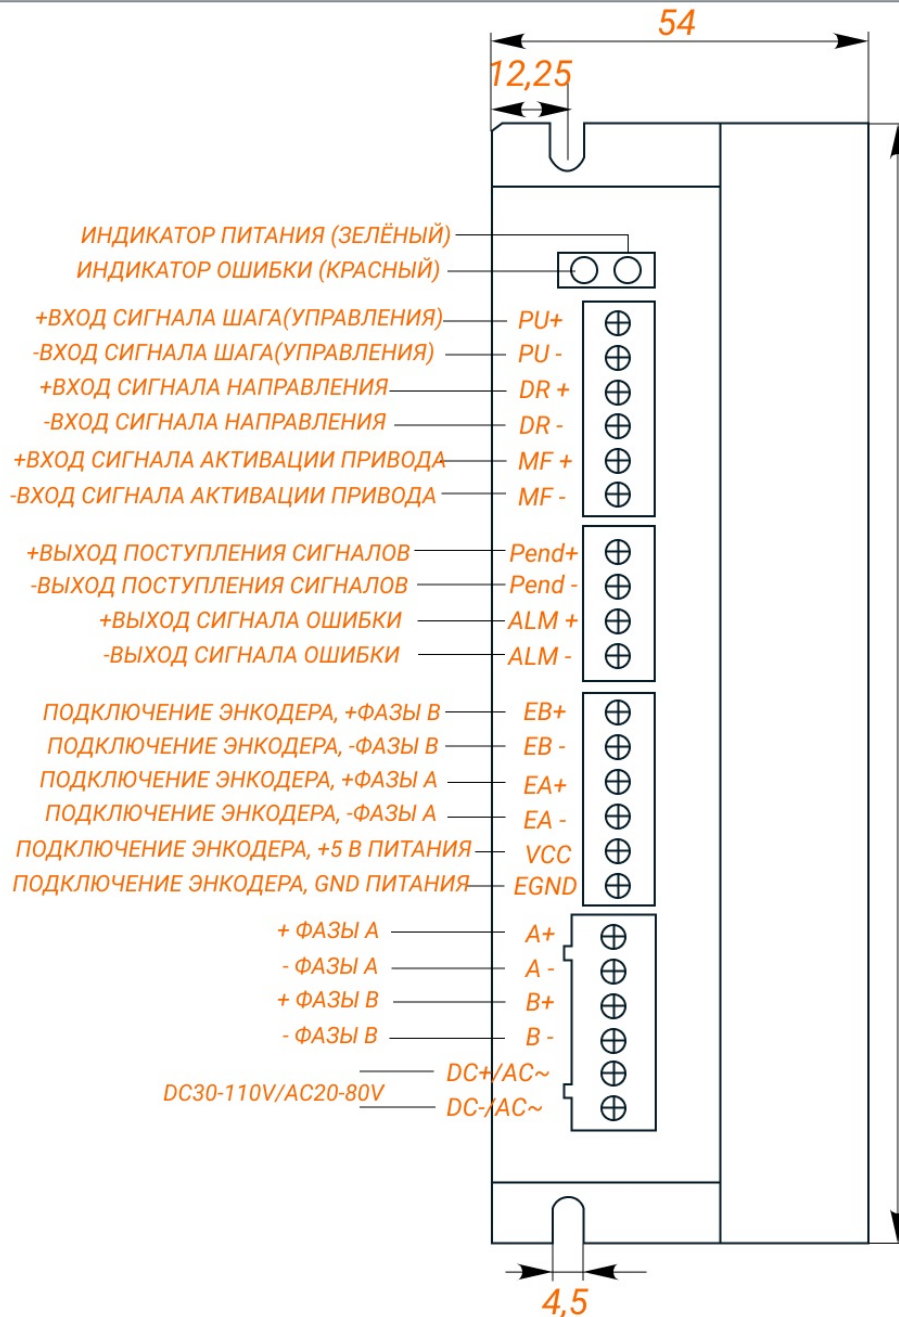 54
12,25
ИНДИКАТОР ПИТАНИЯ (ЗЕЛЁНЫЙ)
ИНДИКАТОР ОШИБКИ (КРАСНЫЙ)
+ВХОД СИГНАЛА ШАГА(УПРАВЛЕНИЯ) PU+
-ВХОД СИГНАЛА ШАГА(УПРАВЛЕНИЯ) PU -
+ВХОД СИГНАЛА НАПРАВЛЕНИЯ DR +
-ВХОД СИГНАЛА НАПРАВЛЕНИЯ DR -
+ВХОД СИГНАЛА АКТИВАЦИИ ПРИВОДА MF +
-ВХОД СИГНАЛА АКТИВАЦИИ ПРИВОДА MF -
+ВЫХОД ПОСТУПЛЕНИЯ СИГНАЛОВ Pend+
-ВЫХОД ПОСТУПЛЕНИЯ СИГНАЛОВ Pend -
+ВЫХОД СИГНАЛА ОШИБКИ ALM +
-ВЫХОД СИГНАЛА ОШИБКИ ALM -
ПОДКЛЮЧЕНИЕ ЭНКОДЕРА, +ФАЗЫ B EB+
ПОДКЛЮЧЕНИЕ ЭНКОДЕРА, -ФАЗЫ B EB -
ПОДКЛЮЧЕНИЕ ЭНКОДЕРА, +ФАЗЫ A EA+
ПОДКЛЮЧЕНИЕ ЭНКОДЕРА, -ФАЗЫ A EA -
ПОДКЛЮЧЕНИЕ ЭНКОДЕРА, +5 В ПИТАНИЯ VCC
ПОДКЛЮЧЕНИЕ ЭНКОДЕРА, GND ПИТАНИЯ EGND
+ ФАЗЫ A A+
- ФАЗЫ A A -
+ ФАЗЫ B B+
- ФАЗЫ B B -
DC+/AC~
DC30-110V/AC20-80V
DC-/AC~
4,5